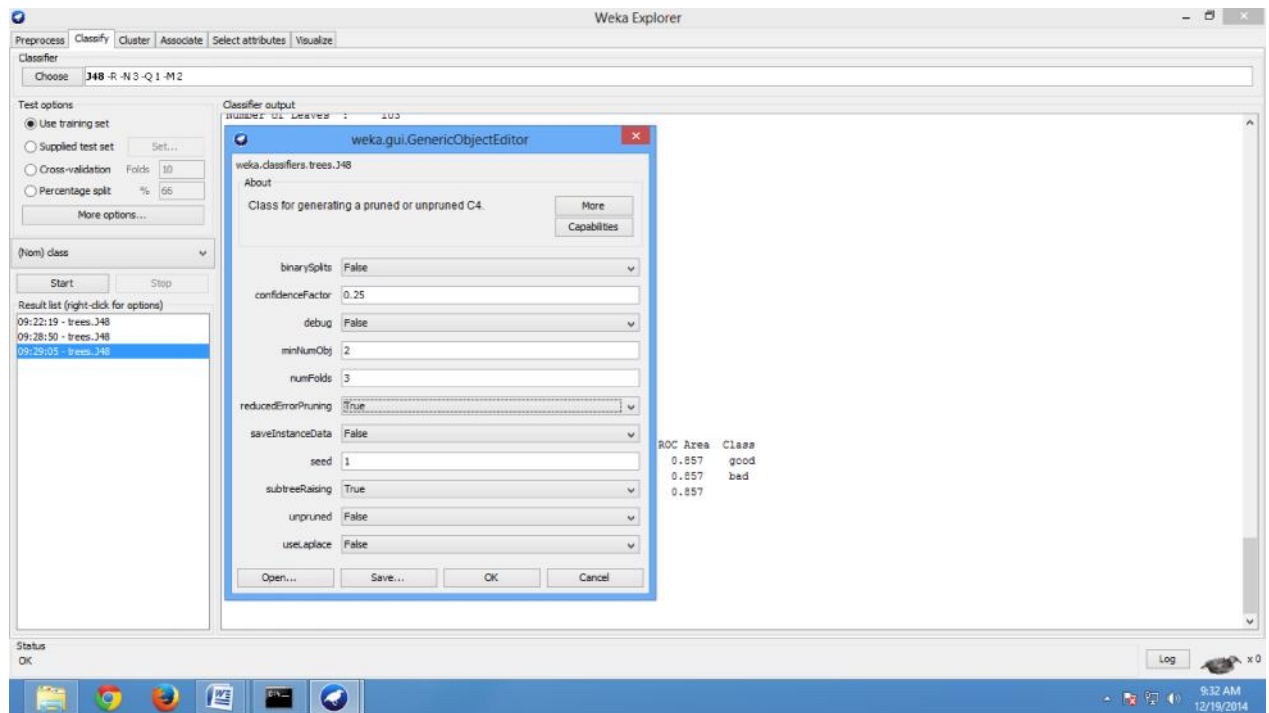 Weka Explorer
Preprocess Classify Cluster Associate Select attributes Visualize
Classifier
Choose J48 -R -N 3 -Q 1 -M 2
Test options
Use training set
Supplied test set Set...
Cross-validation Folds 10
Percentage split % 66
More options...
(Nom) class
Start Stop
Result list (right-click for options)
09:22:19 - trees.J48
09:28:50 - trees.J48
09:29:05 - trees.J48
Classifier output
Number of Leaves : 103
weka.gui.GenericObjectEditor
weka.classifiers.trees.J48
About
Class for generating a pruned or unpruned C4.
More
Capabilities
binarySplits False
confidenceFactor 0.25
debug False
minNumObj 2
numFolds 3
reducedErrorPruning True
saveInstanceData False
seed 1
subtreeRaising True
unpruned False
useLaplace False
Open... Save... OK Cancel
ROC Area Class
0.857 good
0.857 bad
0.857
Status
OK
Log x 0
9:32 AM
12/19/2014